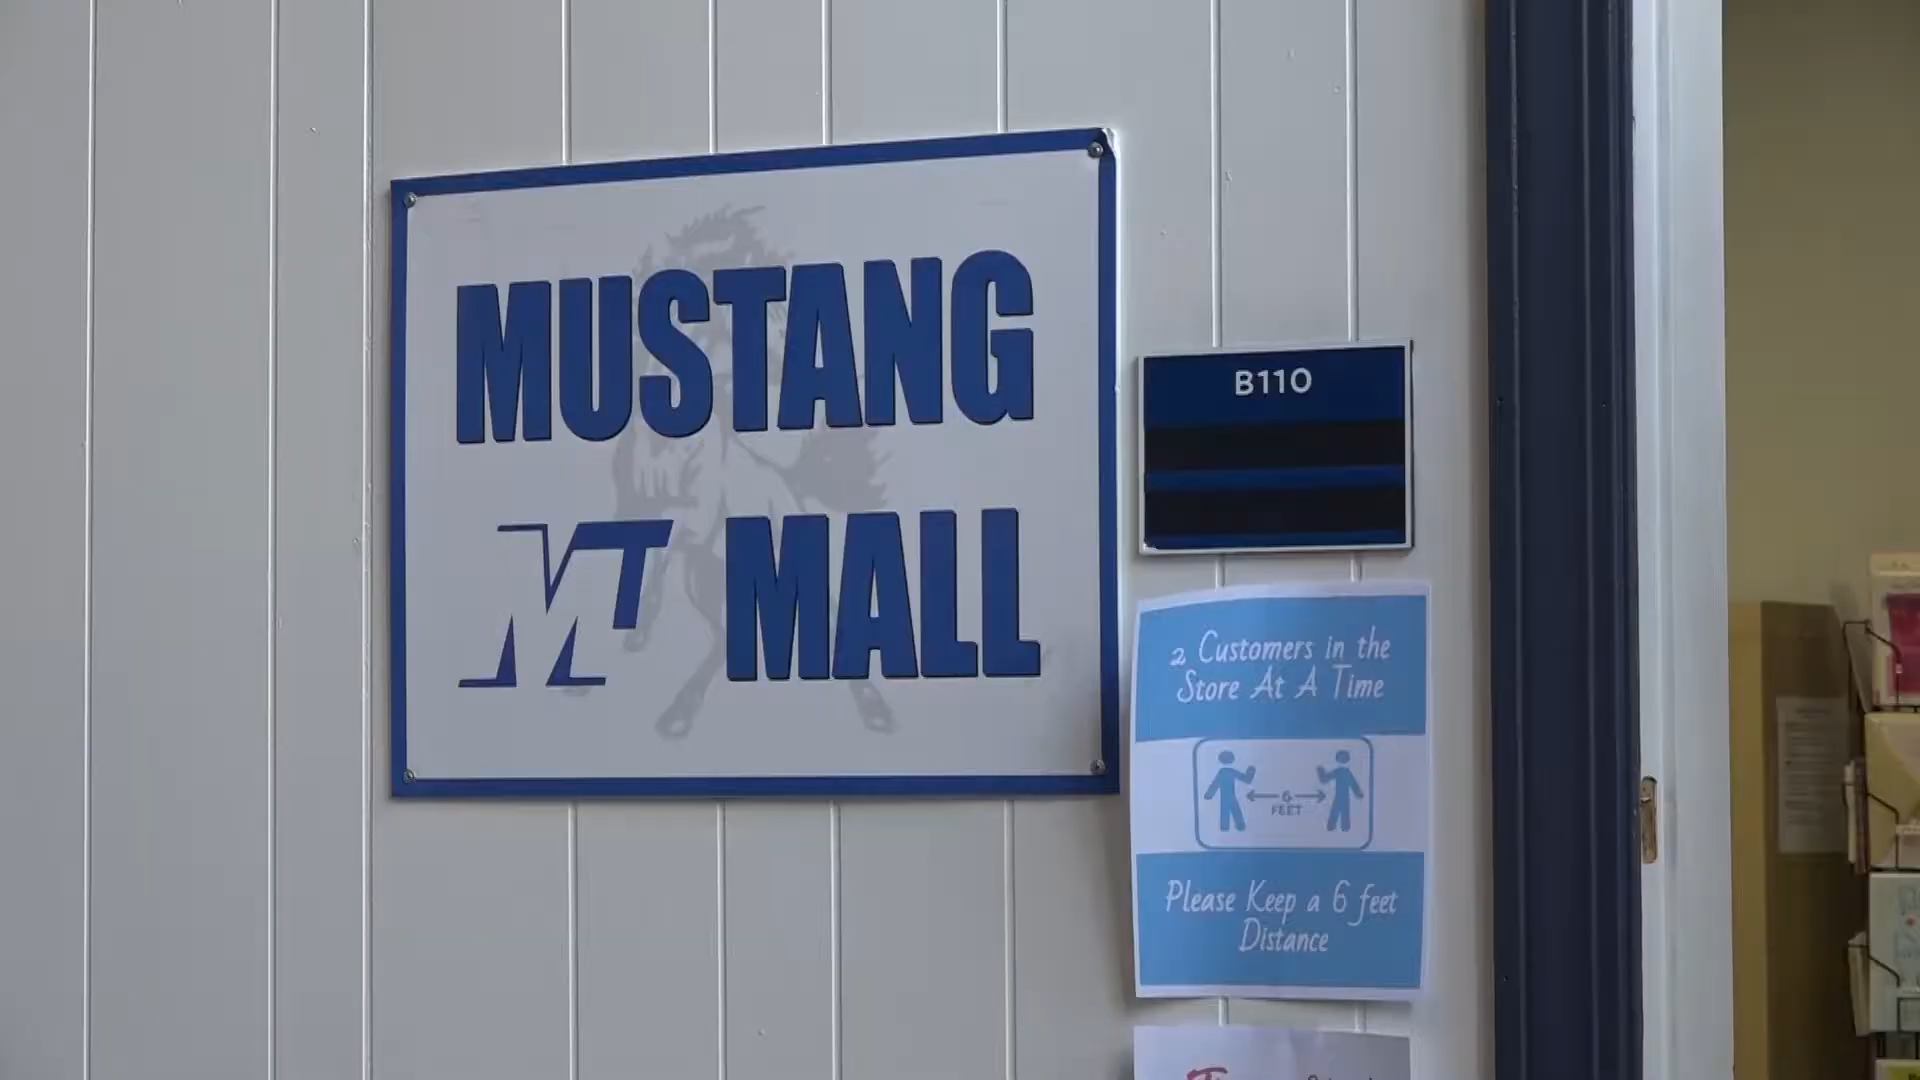 MUSTANG
MT MALL
B110
2 Customers in the
Store At A Time
6
FEET
Please Keep a 6 feet
Distance